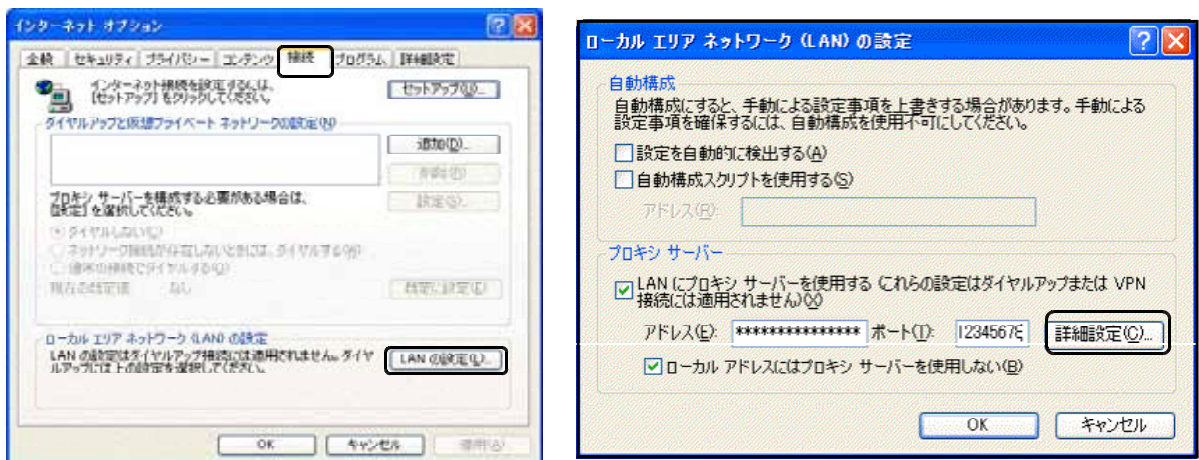 インターネット オプション
全般 セキュリティ プライバシー コンテンツ 接続 プログラム 詳細設定
インターネット接続を設定するには、
[セットアップ] をクリックしてください。
セットアップ(U)...
ダイヤルアップと仮想プライベート ネットワークの設定(N)
追加(D)...
削除(R)
プロキシ サーバーを構成する必要がある場合は、
[設定] を選択してください。
設定(S)...
ダイヤルしない(C)
ネットワーク接続が存在しないときには、ダイヤルする(W)
通常の接続でダイヤルする(O)
現在の既定値 なし
既定に設定(E)
ローカル エリア ネットワーク (LAN) の設定
LAN の設定はダイヤルアップ接続には適用されません。ダイヤ
ルアップには上の設定を選択してください。
LAN の設定(L)...
OK キャンセル 適用(A)
ローカル エリア ネットワーク (LAN) の設定
自動構成
自動構成にすると、手動による設定事項を上書きする場合があります。手動による
設定事項を確保するには、自動構成を使用不可にしてください。
設定を自動的に検出する(A)
自動構成スクリプトを使用する(S)
アドレス(R):
プロキシ サーバー
LAN にプロキシ サーバーを使用する (これらの設定はダイヤルアップまたは VPN
接続には適用されません)(X)
アドレス(E): *************** ポート(T): 1234567 詳細設定(C)...
ローカル アドレスにはプロキシ サーバーを使用しない(B)
OK キャンセル